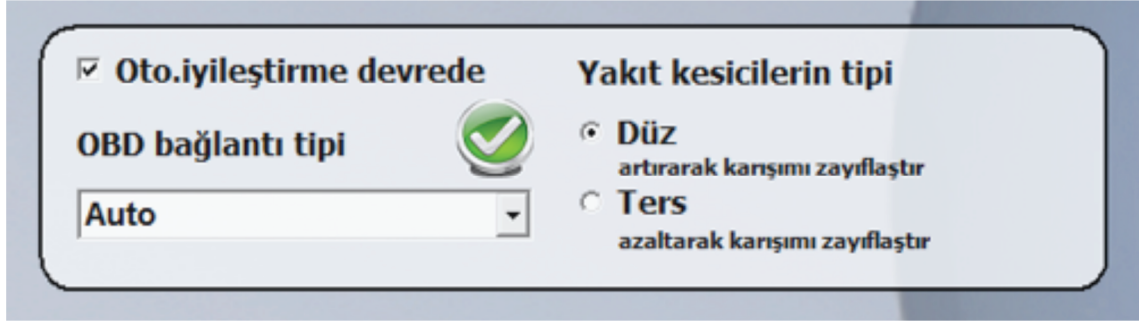 Oto.iyileştirme devrede
OBD bağlantı tipi
Auto
Yakıt kesicilerin tipi
Düz
artırarak karışımı zayıflaştır
Ters
azaltarak karışımı zayıflaştır